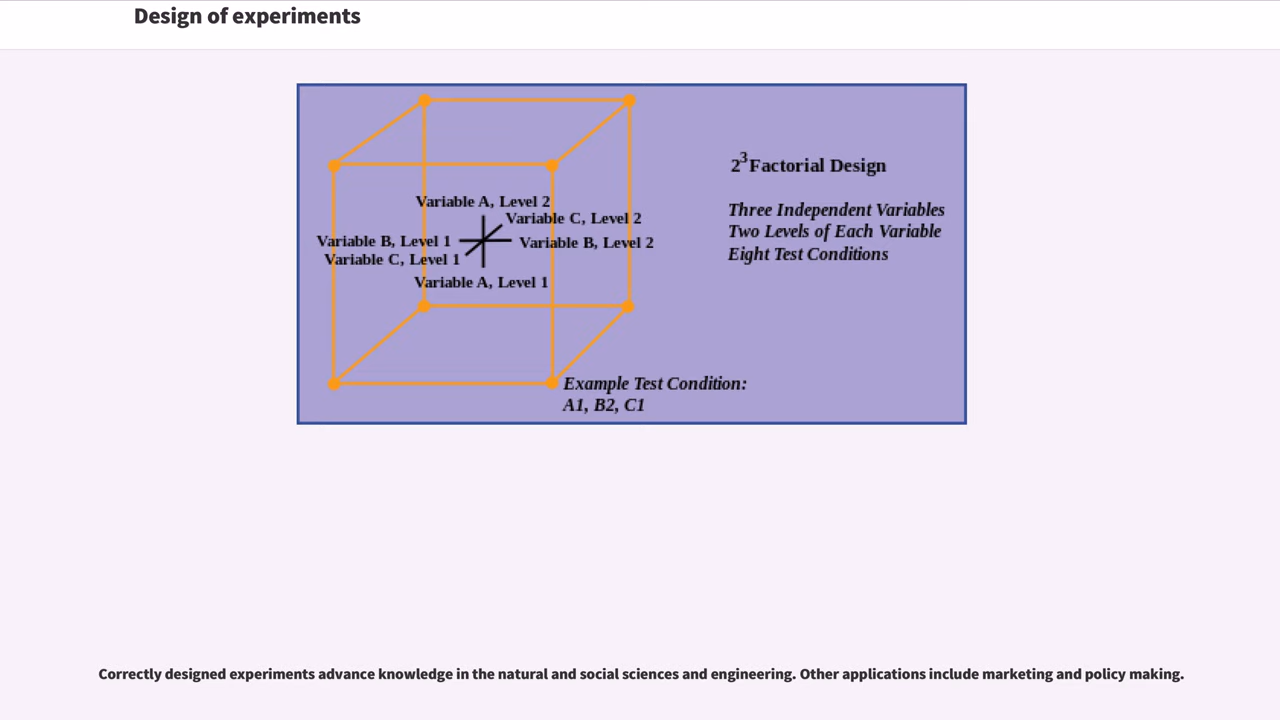 Design of experiments
2³Factorial Design
Three Independent Variables
Two Levels of Each Variable
Eight Test Conditions
Variable A, Level 2
Variable C, Level 2
Variable B, Level 1
Variable B, Level 2
Variable C, Level 1
Variable A, Level 1
Example Test Condition:
A1, B2, C1
Correctly designed experiments advance knowledge in the natural and social sciences and engineering. Other applications include marketing and policy making.